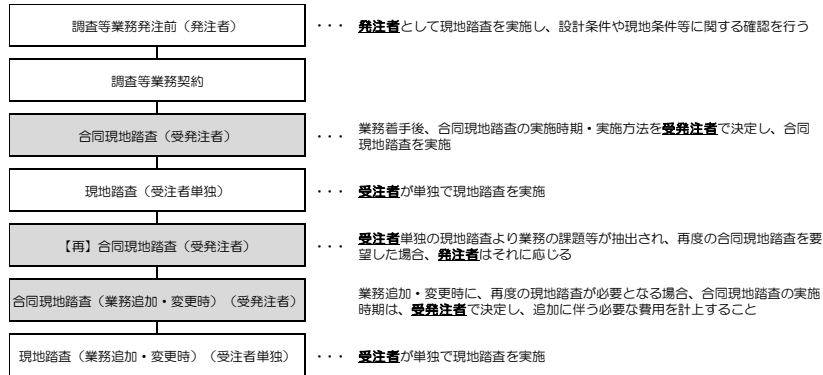 調査等業務発注前（発注者）
・・・ 発注者として現地踏査を実施し、設計条件や現地条件等に関する確認を行う
調査等業務契約
合同現地踏査（受発注者）
・・・ 業務着手後、合同現地踏査の実施時期・実施方法を受発注者で決定し、合同
現地踏査を実施
現地踏査（受注者単独）
・・・ 受注者が単独で現地踏査を実施
【再】合同現地踏査（受発注者）
・・・ 受注者単独の現地踏査より業務の課題等が抽出され、再度の合同現地踏査を要
望した場合、発注者はそれに応じる
合同現地踏査（業務追加・変更時）（受発注者）
業務追加・変更時に、再度の現地踏査が必要となる場合、合同現地踏査の実施
時期は、受発注者で決定し、追加に伴う必要な費用を計上すること
現地踏査（業務追加・変更時）（受注者単独）
・・・ 受注者が単独で現地踏査を実施